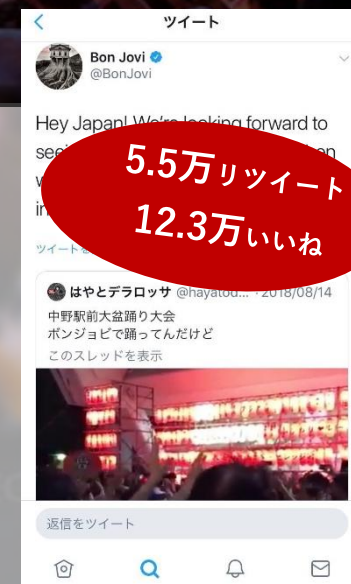 ツイート
Bon Jovi
@BonJovi
Hey Japan! We're looking forward to
5.5万リツイート
12.3万いいね
はやとデラロッサ @hayatod... · 2018/08/14
中野駅前大盆踊り大会
ボンジョビで踊ってんだけど
このスレッドを表示
返信をツイート